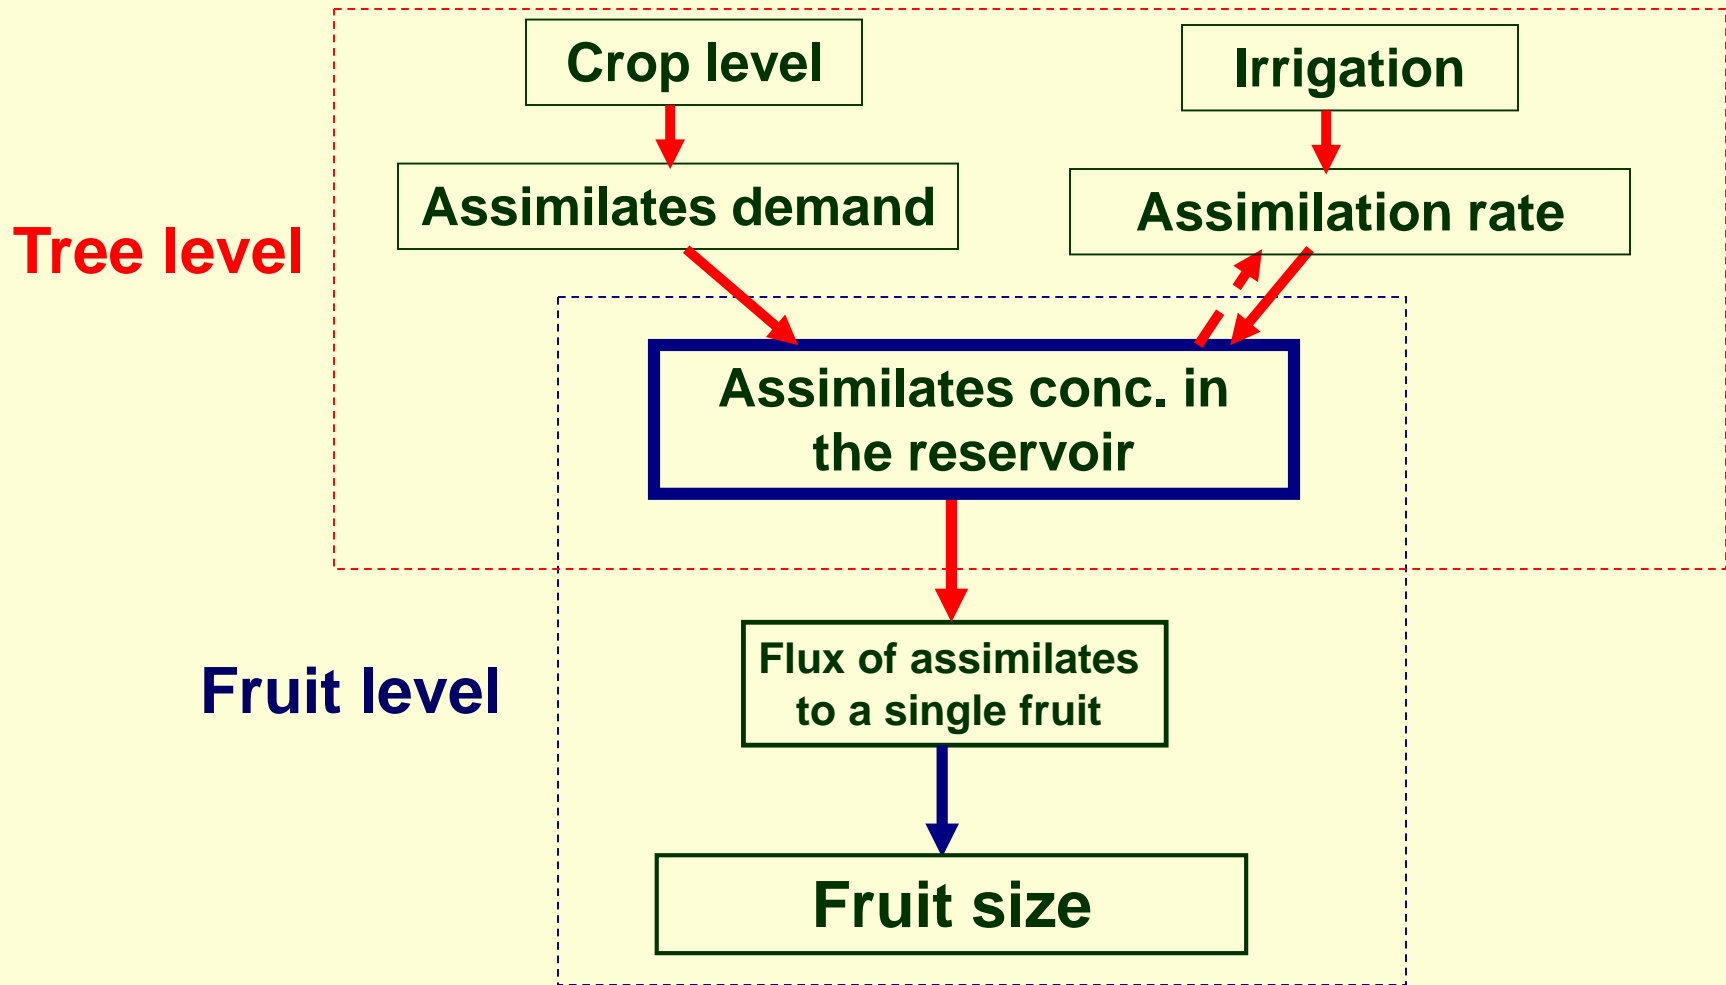 Crop level
Irrigation
Assimilates demand
Assimilation rate
Tree level
Assimilates conc. in
the reservoir
Flux of assimilates
to a single fruit
Fruit level
Fruit size